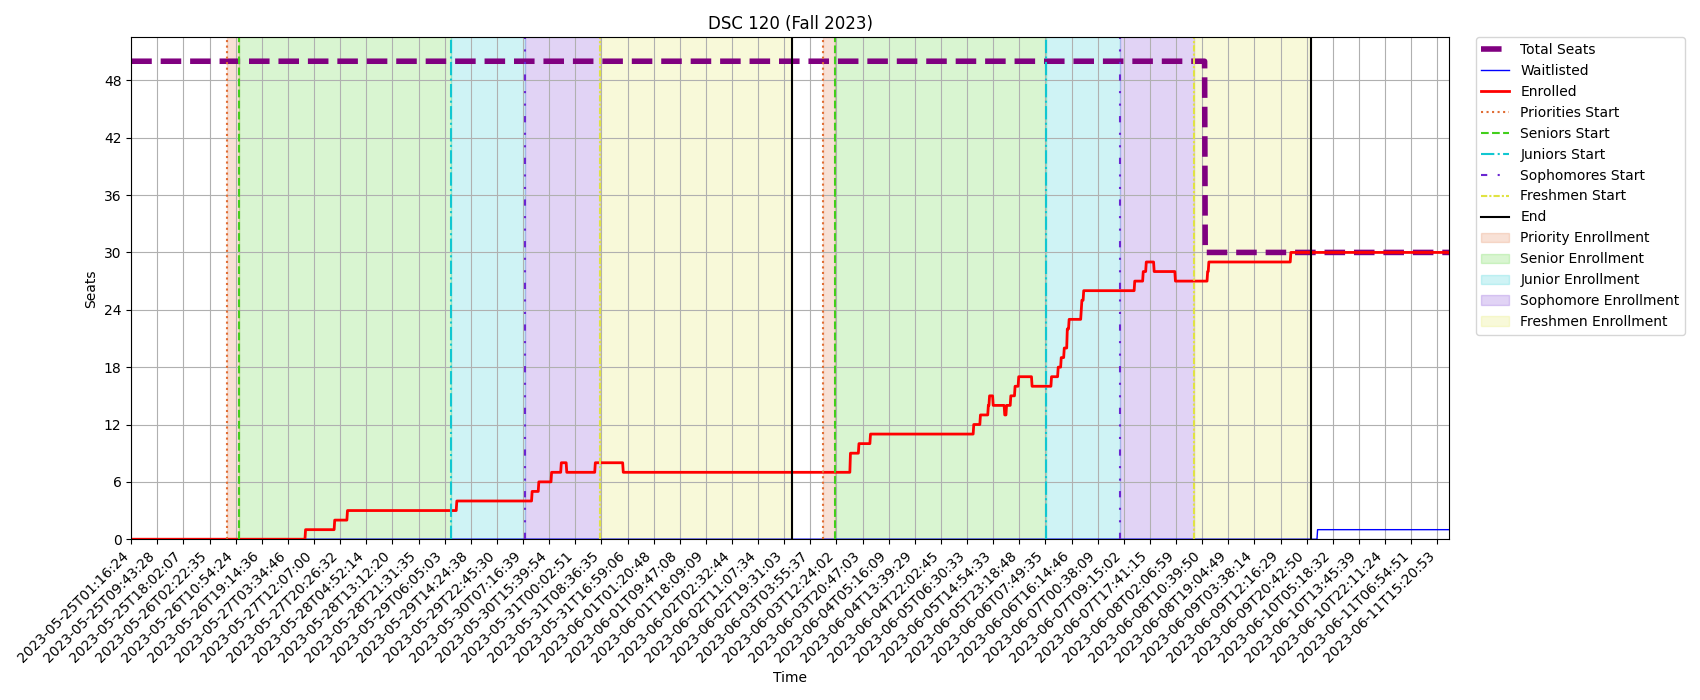 DSC 120 (Fall 2023)
Seats
48
42
36
30
24
18
12
6
0
2023-05-25T01:16:24
2023-05-25T09:43:28
2023-05-25T18:02:07
2023-05-26T02:22:35
2023-05-26T10:54:24
2023-05-26T19:14:36
2023-05-27T03:34:46
2023-05-27T12:07:00
2023-05-27T20:26:32
2023-05-28T04:52:14
2023-05-28T13:12:20
2023-05-28T21:31:35
2023-05-29T06:05:03
2023-05-29T14:24:38
2023-05-29T22:45:30
2023-05-30T07:16:39
2023-05-30T15:39:54
2023-05-31T00:02:51
2023-05-31T08:36:35
2023-05-31T16:59:06
2023-06-01T01:20:48
2023-06-01T09:47:08
2023-06-01T18:09:09
2023-06-02T02:32:44
2023-06-02T11:07:34
2023-06-02T19:31:03
2023-06-03T03:55:37
2023-06-03T12:24:02
2023-06-03T20:47:03
2023-06-04T05:16:09
2023-06-04T13:39:29
2023-06-04T22:02:45
2023-06-05T06:30:33
2023-06-05T14:54:33
2023-06-05T23:18:48
2023-06-06T07:49:35
2023-06-06T16:14:46
2023-06-07T00:38:09
2023-06-07T09:15:02
2023-06-07T17:41:15
2023-06-08T02:06:59
2023-06-08T10:39:50
2023-06-08T19:04:49
2023-06-09T03:38:14
2023-06-09T12:16:29
2023-06-09T20:42:50
2023-06-10T05:18:32
2023-06-10T13:45:39
2023-06-10T22:11:24
2023-06-11T06:54:51
2023-06-11T15:20:53
Time
Total Seats
Waitlisted
Enrolled
Priorities Start
Seniors Start
Juniors Start
Sophomores Start
Freshmen Start
End
Priority Enrollment
Senior Enrollment
Junior Enrollment
Sophomore Enrollment
Freshmen Enrollment